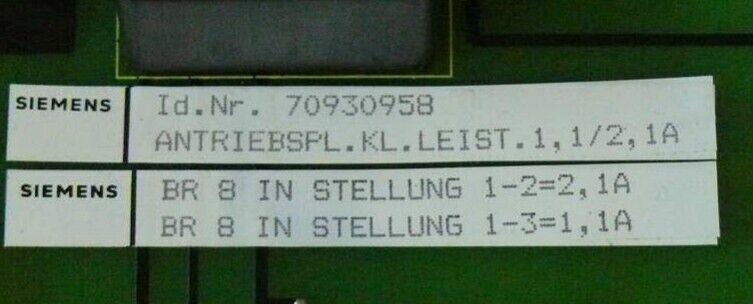 SIEMENS Id.Nr. 70930958
ANTRIEBSPL.KL.LEIST.1,1/2,1A
SIEMENS BR 8 IN STELLUNG 1-2=2,1A
BR 8 IN STELLUNG 1-3=1,1A